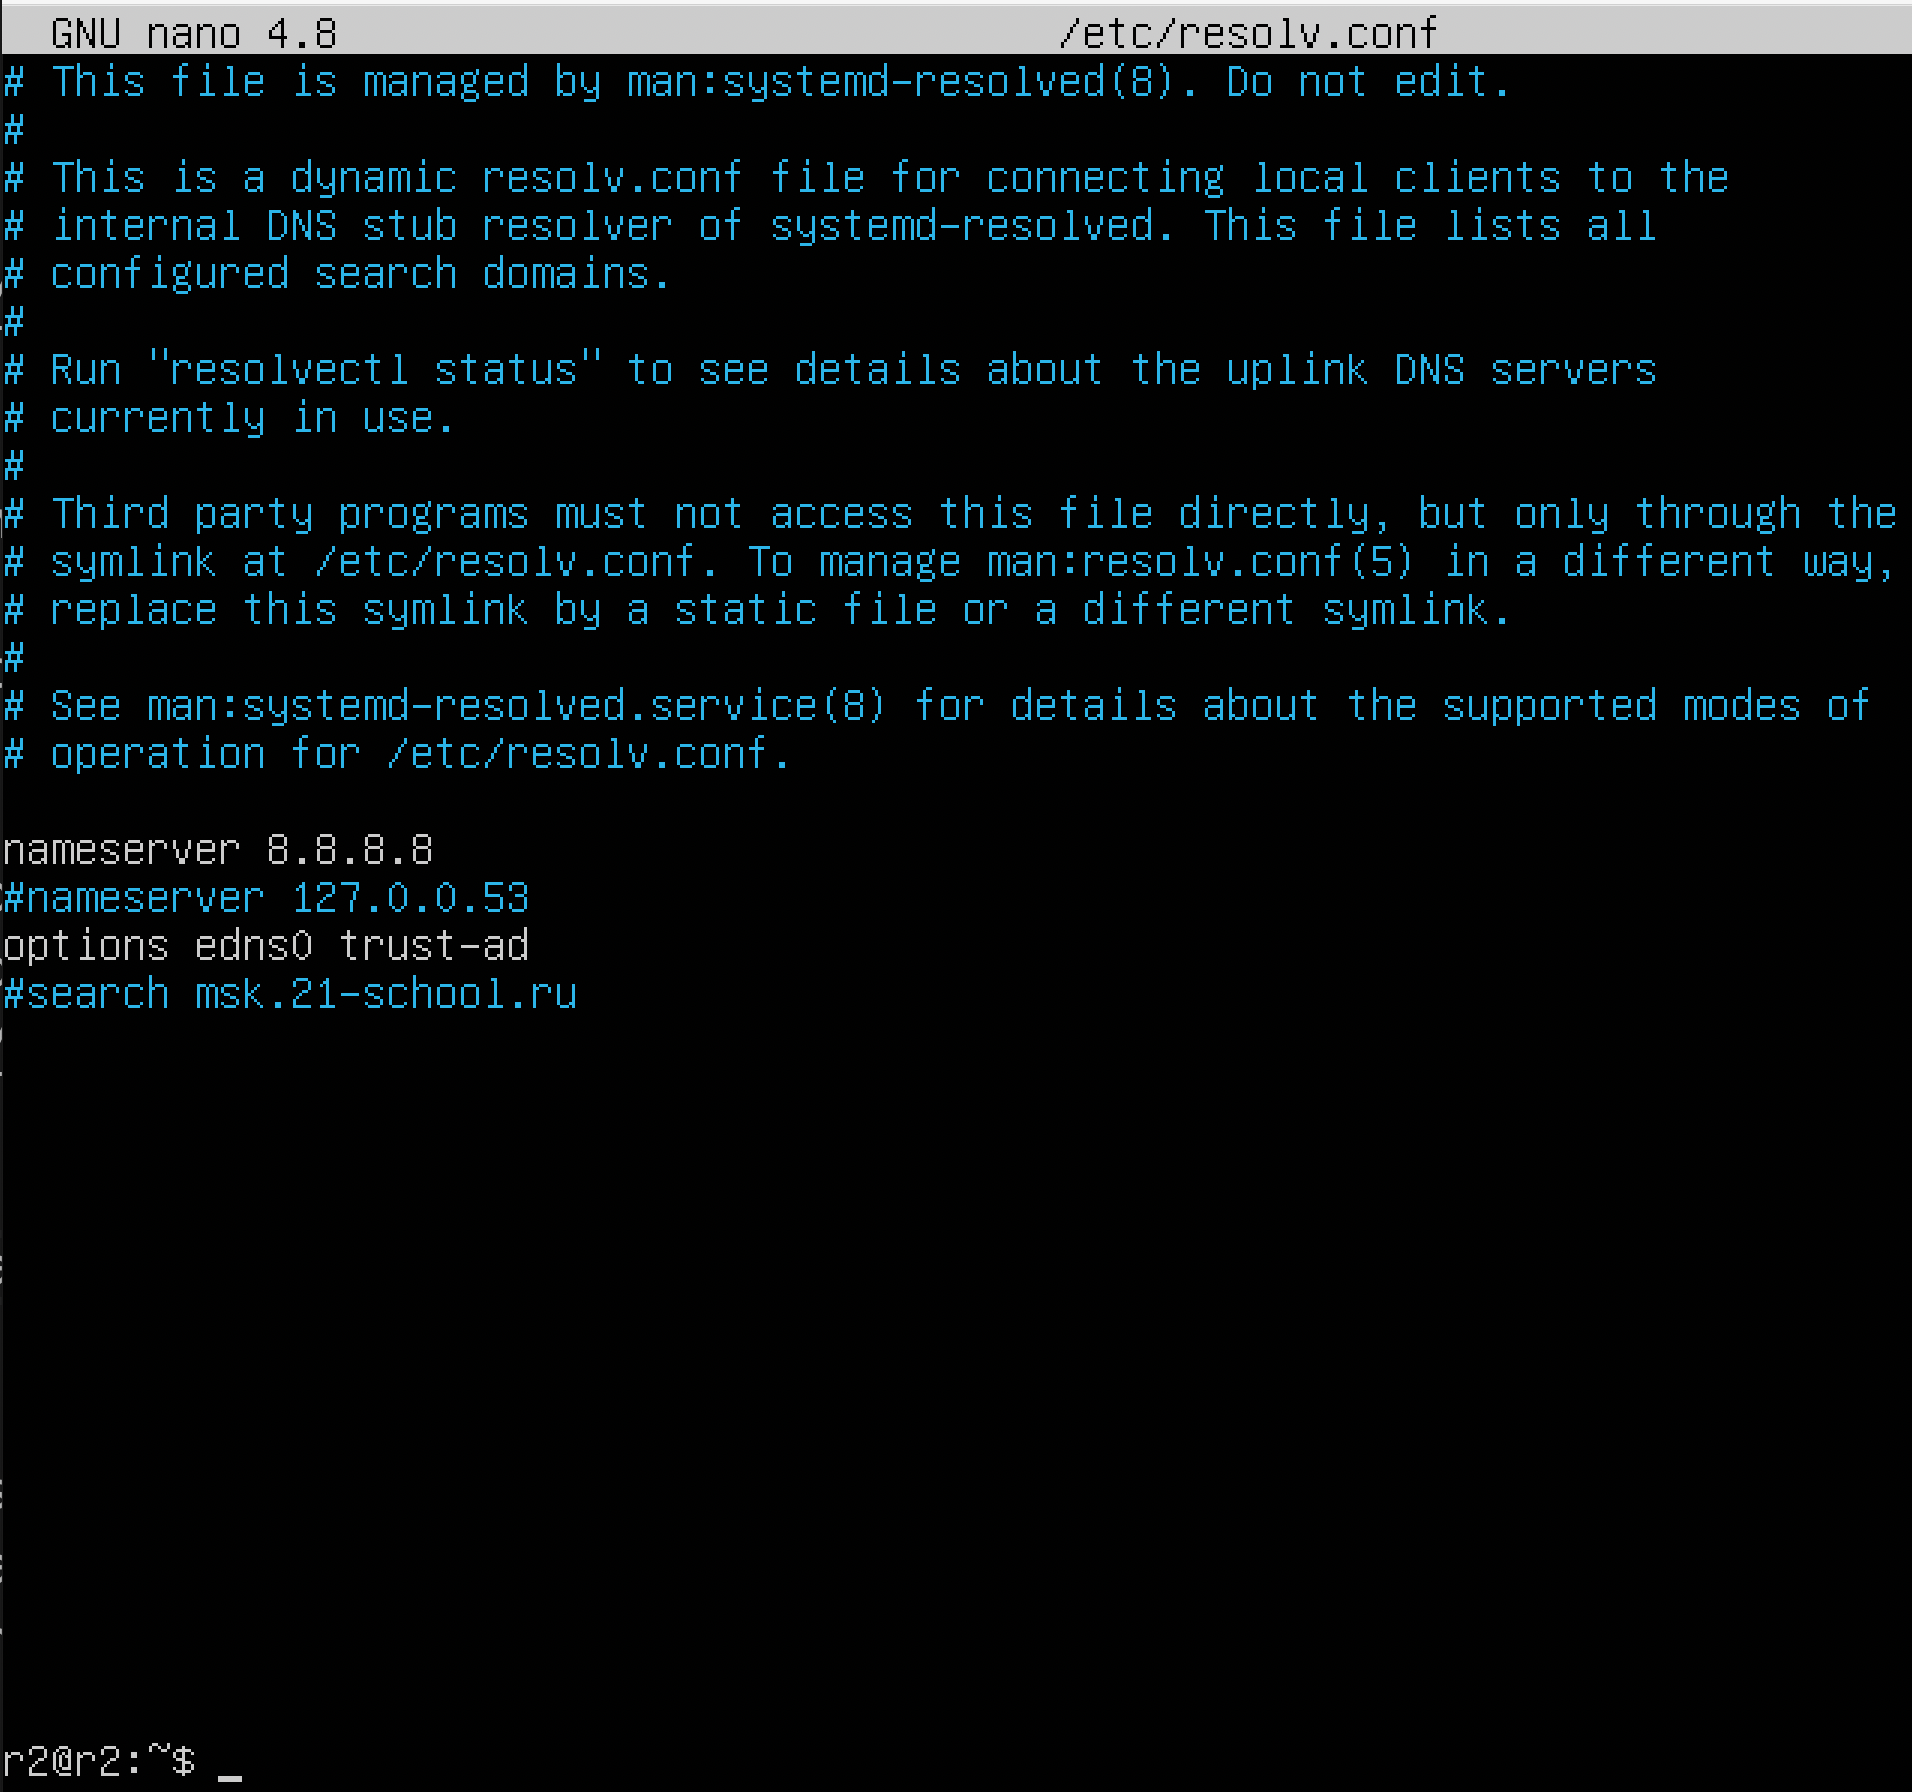 GNU nano 4.8 /etc/resolv.conf
# This file is managed by man:systemd-resolved(8). Do not edit.
#
# This is a dynamic resolv.conf file for connecting local clients to the
# internal DNS stub resolver of systemd-resolved. This file lists all
# configured search domains.
#
# Run "resolvectl status" to see details about the uplink DNS servers
# currently in use.
#
# Third party programs must not access this file directly, but only through the
# symlink at /etc/resolv.conf. To manage man:resolv.conf(5) in a different way,
# replace this symlink by a static file or a different symlink.
#
# See man:systemd-resolved.service(8) for details about the supported modes of
# operation for /etc/resolv.conf.
nameserver 8.8.8.8
#nameserver 127.0.0.53
options edns0 trust-ad
#search msk.21-school.ru
r2@r2:~$ _